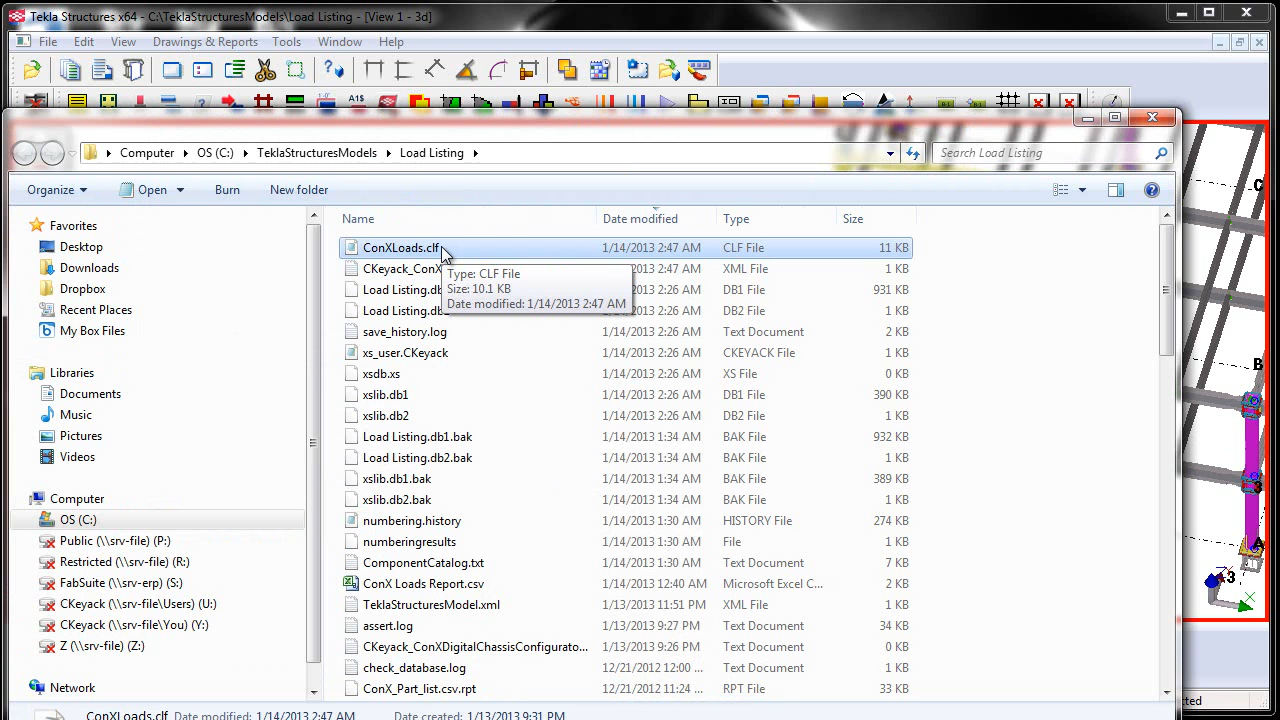 Tekla Structures x64 - C:\TeklaStructuresModels\Load Listing - [View 1 - 3d]
File Edit View Drawings & Reports Tools Window Help
A1$
Computer OS (C:) TeklaStructuresModels Load Listing
Search Load Listing
Organize Open Burn New folder
Name Date modified Type Size
Favorites
Desktop
Downloads
Dropbox
Recent Places
My Box Files
Libraries
Documents
Music
Pictures
Videos
Computer
OS (C:)
Public (\\srv-file) (P:)
Restricted (\\srv-file) (R:)
FabSuite (\\srv-erp) (S:)
CKeyack (\\srv-file\Users) (U:)
CKeyack (\\srv-file\You) (Y:)
Z (\\srv-file) (Z:)
Network
ConXLoads.clf 1/14/2013 2:47 AM CLF File 11 KB
CKeyack_ConX 1/14/2013 2:47 AM XML File 1 KB
Load Listing.db1 1/14/2013 2:26 AM DB1 File 931 KB
Load Listing.db2 1/14/2013 2:26 AM DB2 File 1 KB
save_history.log 1/14/2013 2:26 AM Text Document 2 KB
xs_user.CKeyack 1/14/2013 2:26 AM CKEYACK File 1 KB
xsdb.xs 1/14/2013 2:26 AM XS File 0 KB
xslib.db1 1/14/2013 2:26 AM DB1 File 390 KB
xslib.db2 1/14/2013 2:26 AM DB2 File 1 KB
Load Listing.db1.bak 1/14/2013 1:34 AM BAK File 932 KB
Load Listing.db2.bak 1/14/2013 1:34 AM BAK File 1 KB
xslib.db1.bak 1/14/2013 1:34 AM BAK File 389 KB
xslib.db2.bak 1/14/2013 1:34 AM BAK File 1 KB
numbering.history 1/14/2013 1:30 AM HISTORY File 274 KB
numberingresults 1/14/2013 1:30 AM File 1 KB
ComponentCatalog.txt 1/14/2013 1:30 AM Text Document 7 KB
ConX Loads Report.csv 1/14/2013 12:40 AM Microsoft Excel C... 2 KB
TeklaStructuresModel.xml 1/13/2013 11:51 PM XML File 1 KB
assert.log 1/13/2013 9:27 PM Text Document 34 KB
CKeyack_ConXDigitalChassisConfigurato... 1/13/2013 9:26 PM Text Document 0 KB
check_database.log 12/21/2012 12:00 ... Text Document 1 KB
ConX_Part_list.csv.rpt 12/21/2012 11:24 ... RPT File 33 KB
Type: CLF File
Size: 10.1 KB
Date modified: 1/14/2013 2:47 AM
C
B
A
3
ConXLoads.clf Date modified: 1/14/2013 2:47 AM Date created: 1/13/2013 9:31 PM